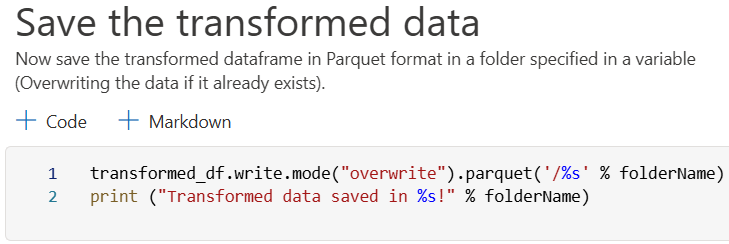 Save the transformed data
Now save the transformed dataframe in Parquet format in a folder specified in a variable
(Overwriting the data if it already exists).
+ Code + Markdown
1 transformed_df.write.mode("overwrite").parquet('/%s' % folderName)
2 print ("Transformed data saved in %s!" % folderName)